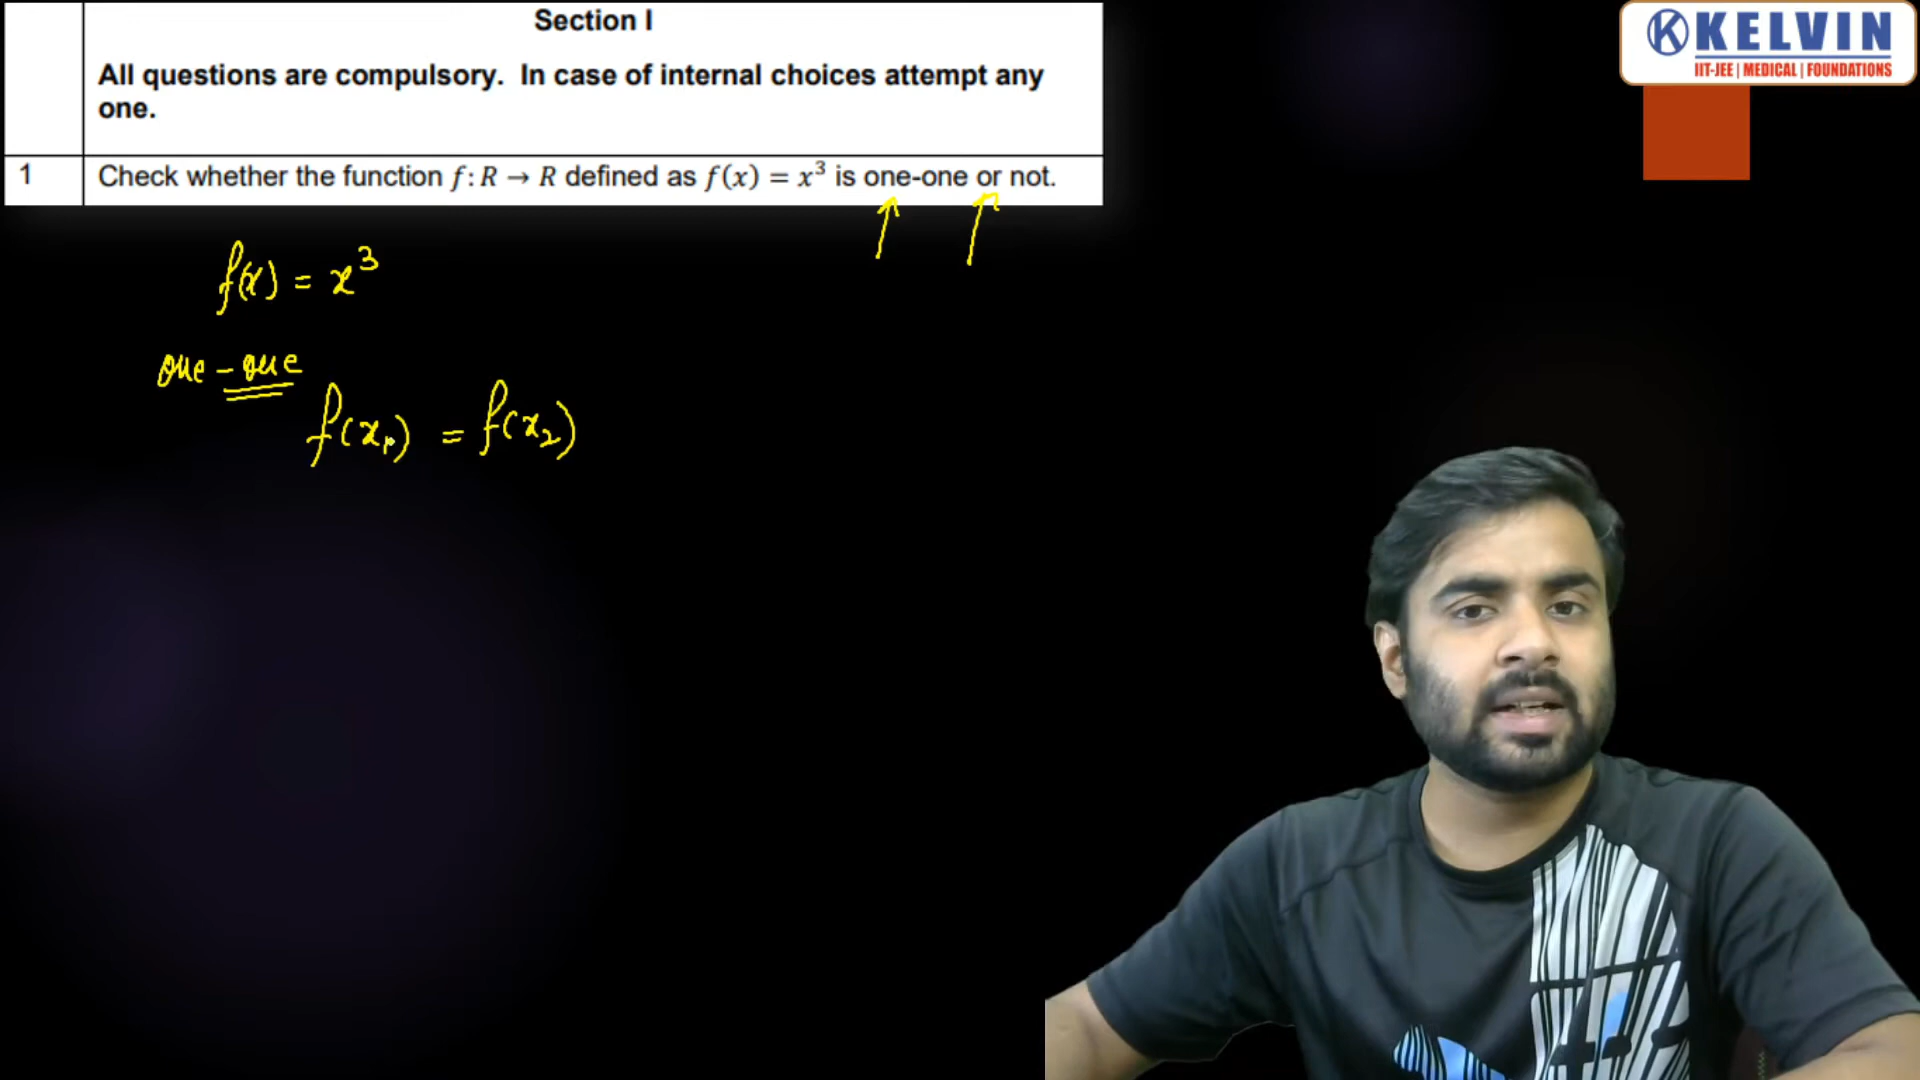 Section I
All questions are compulsory. In case of internal choices attempt any
one.
1 Check whether the function f: R → R defined as f(x) = x³ is one-one or not.
KELVIN
IIT-JEE | MEDICAL | FOUNDATIONS
f(x) = x³
one-one
f(x₁) = f(x₂)